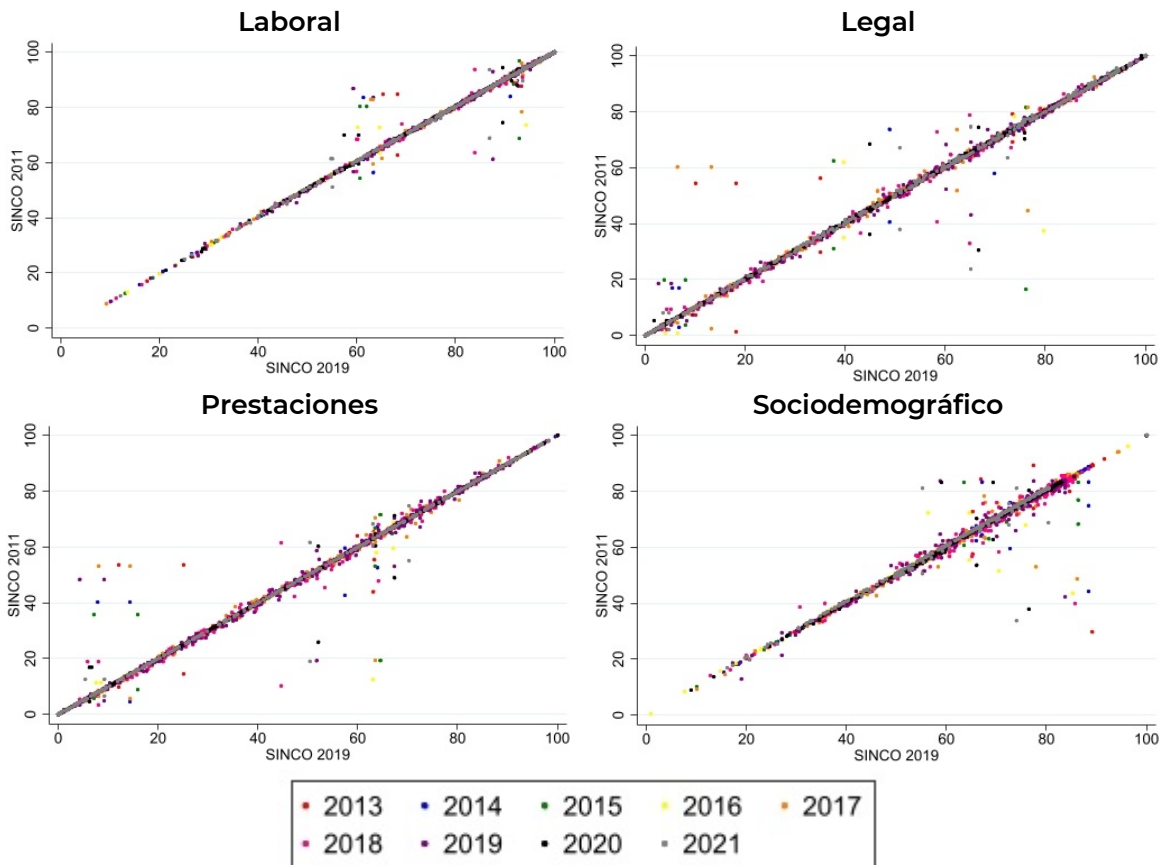 Laboral
Legal
SINCO 2011
100
80
60
40
20
0
0 20 40 60 80 100
SINCO 2019
SINCO 2011
100
80
60
40
20
0
0 20 40 60 80 100
SINCO 2019
Prestaciones
Sociodemográfico
SINCO 2011
100
80
60
40
20
0
0 20 40 60 80 100
SINCO 2019
SINCO 2011
100
80
60
40
20
0
0 20 40 60 80 100
SINCO 2019
2013 2014 2015 2016 2017
2018 2019 2020 2021